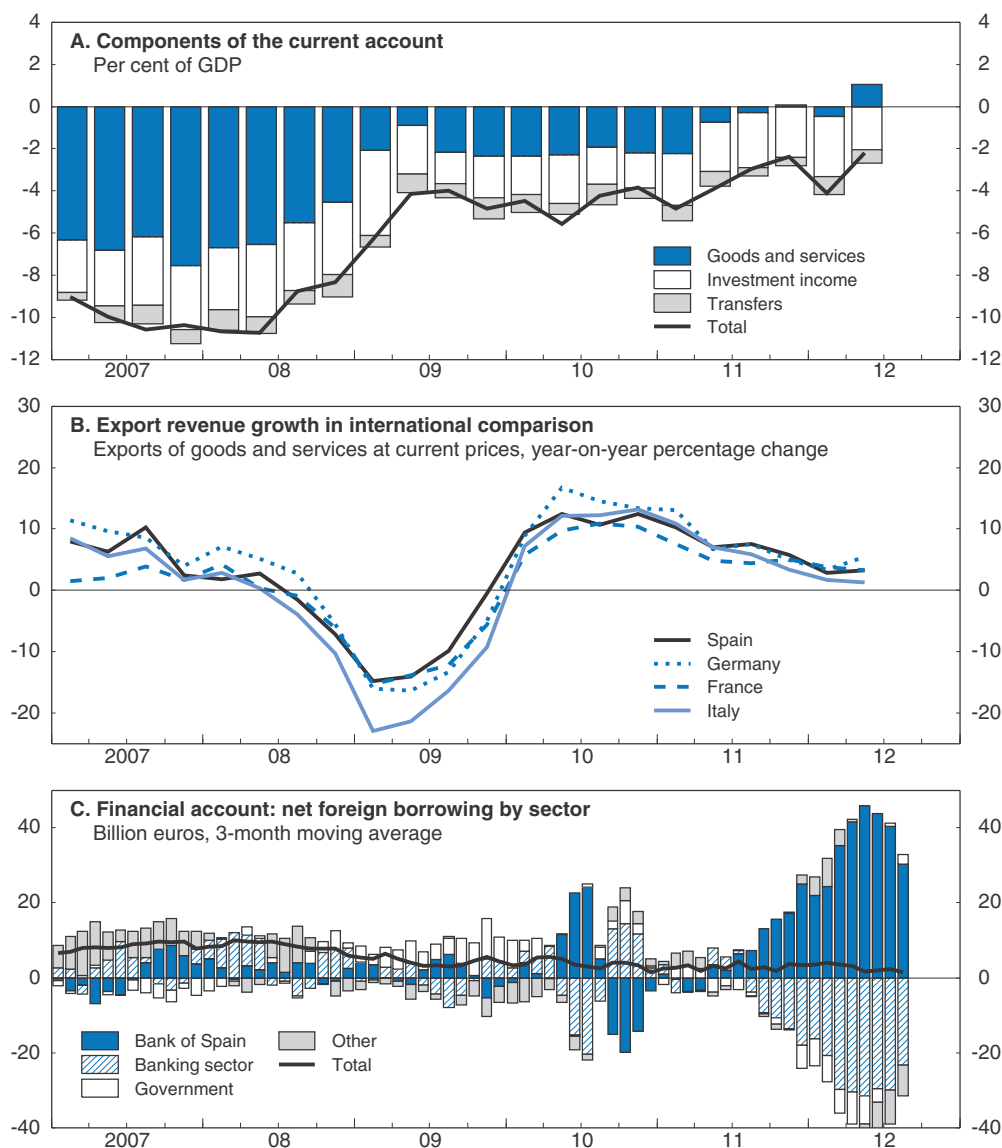 A. Components of the current account
Per cent of GDP
4 4
2 2
0 0
-2 -2
-4 -4
-6 -6
-8 -8
-10 -10
-12 -12
Goods and services
Investment income
Transfers
Total
2007 08 09 10 11 12
B. Export revenue growth in international comparison
Exports of goods and services at current prices, year-on-year percentage change
30 30
20 20
10 10
0 0
-10 -10
-20 -20
Spain
Germany
France
Italy
2007 08 09 10 11 12
C. Financial account: net foreign borrowing by sector
Billion euros, 3-month moving average
40 40
20 20
0 0
-20 -20
-40 -40
Bank of Spain Other
Banking sector Total
Government
2007 08 09 10 11 12